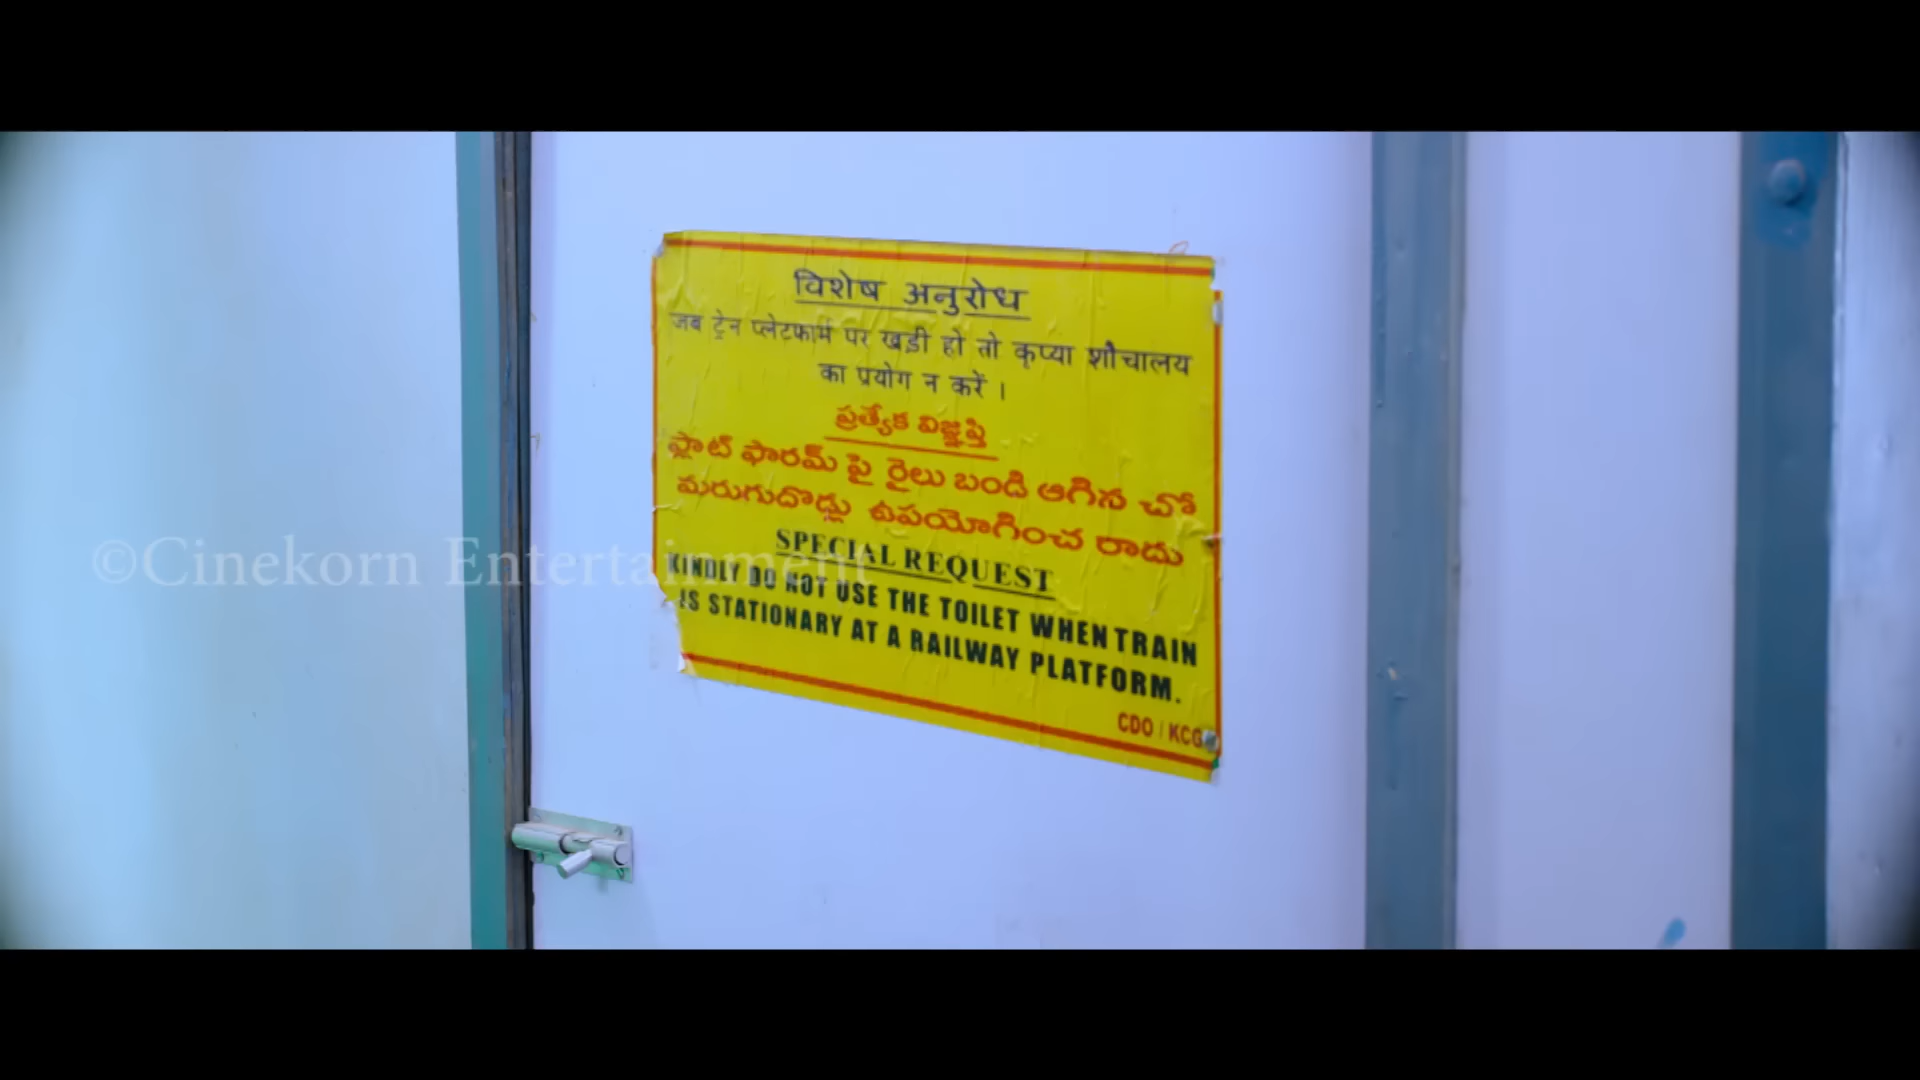 विशेष अनुरोध
जब ट्रेन प्लेटफार्म पर खड़ी हो तो कृप्या शौचालय
का प्रयोग न करें ।
ప్రత్యేక విజ్ఞప్తి
ప్లాట్ ఫారమ్ పై రైలు బండి ఆగిన చో
మరుగుదొడ్లు ఉపయోగించ రాదు
SPECIAL REQUEST
KINDLY DO NOT USE THE TOILET WHEN TRAIN
IS STATIONARY AT A RAILWAY PLATFORM.
CDO / KCG
©Cinekorn Entertainment